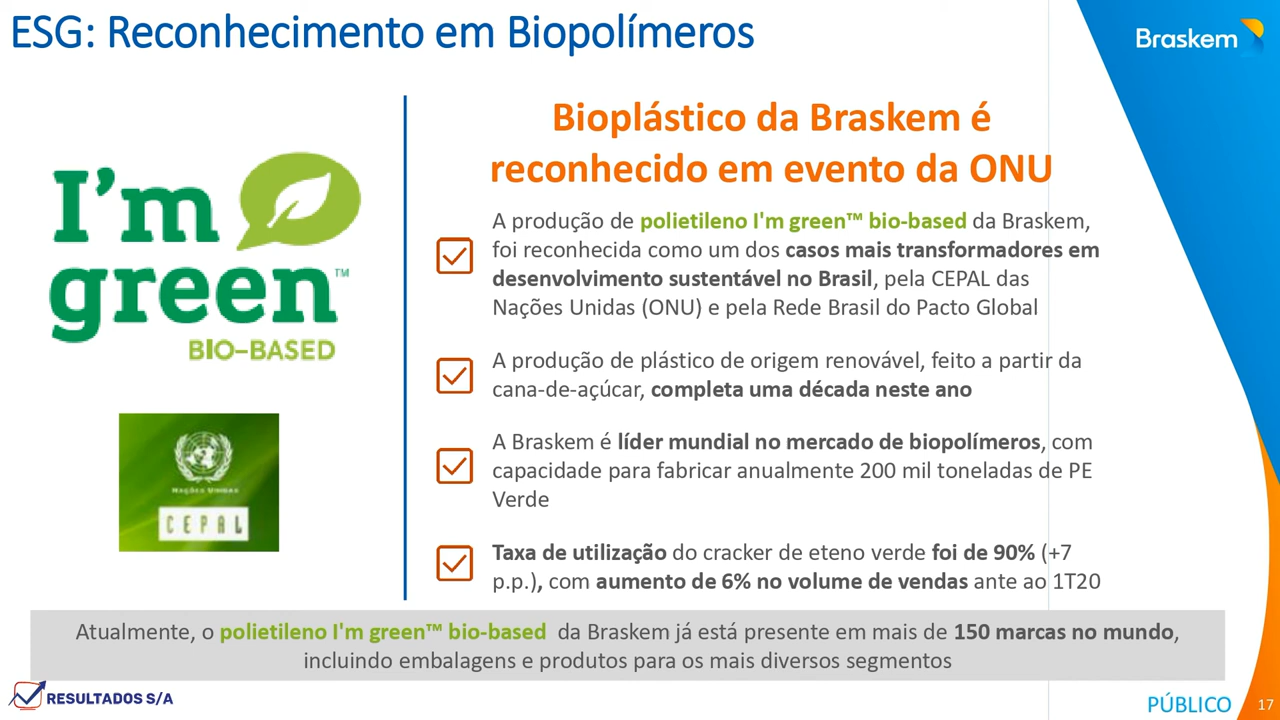 ESG: Reconhecimento em Biopolímeros
Braskem
I'm
green™
BIO–BASED
NAÇÕES UNIDAS
CEPAL
Bioplástico da Braskem é
reconhecido em evento da ONU
A produção de polietileno I'm green™ bio-based da Braskem,
foi reconhecida como um dos casos mais transformadores em
desenvolvimento sustentável no Brasil, pela CEPAL das
Nações Unidas (ONU) e pela Rede Brasil do Pacto Global
A produção de plástico de origem renovável, feito a partir da
cana-de-açúcar, completa uma década neste ano
A Braskem é líder mundial no mercado de biopolímeros, com
capacidade para fabricar anualmente 200 mil toneladas de PE
Verde
Taxa de utilização do cracker de eteno verde foi de 90% (+7
p.p.), com aumento de 6% no volume de vendas ante ao 1T20
Atualmente, o polietileno I'm green™ bio-based da Braskem já está presente em mais de 150 marcas no mundo,
incluindo embalagens e produtos para os mais diversos segmentos
RESULTADOS S/A
PÚBLICO
17